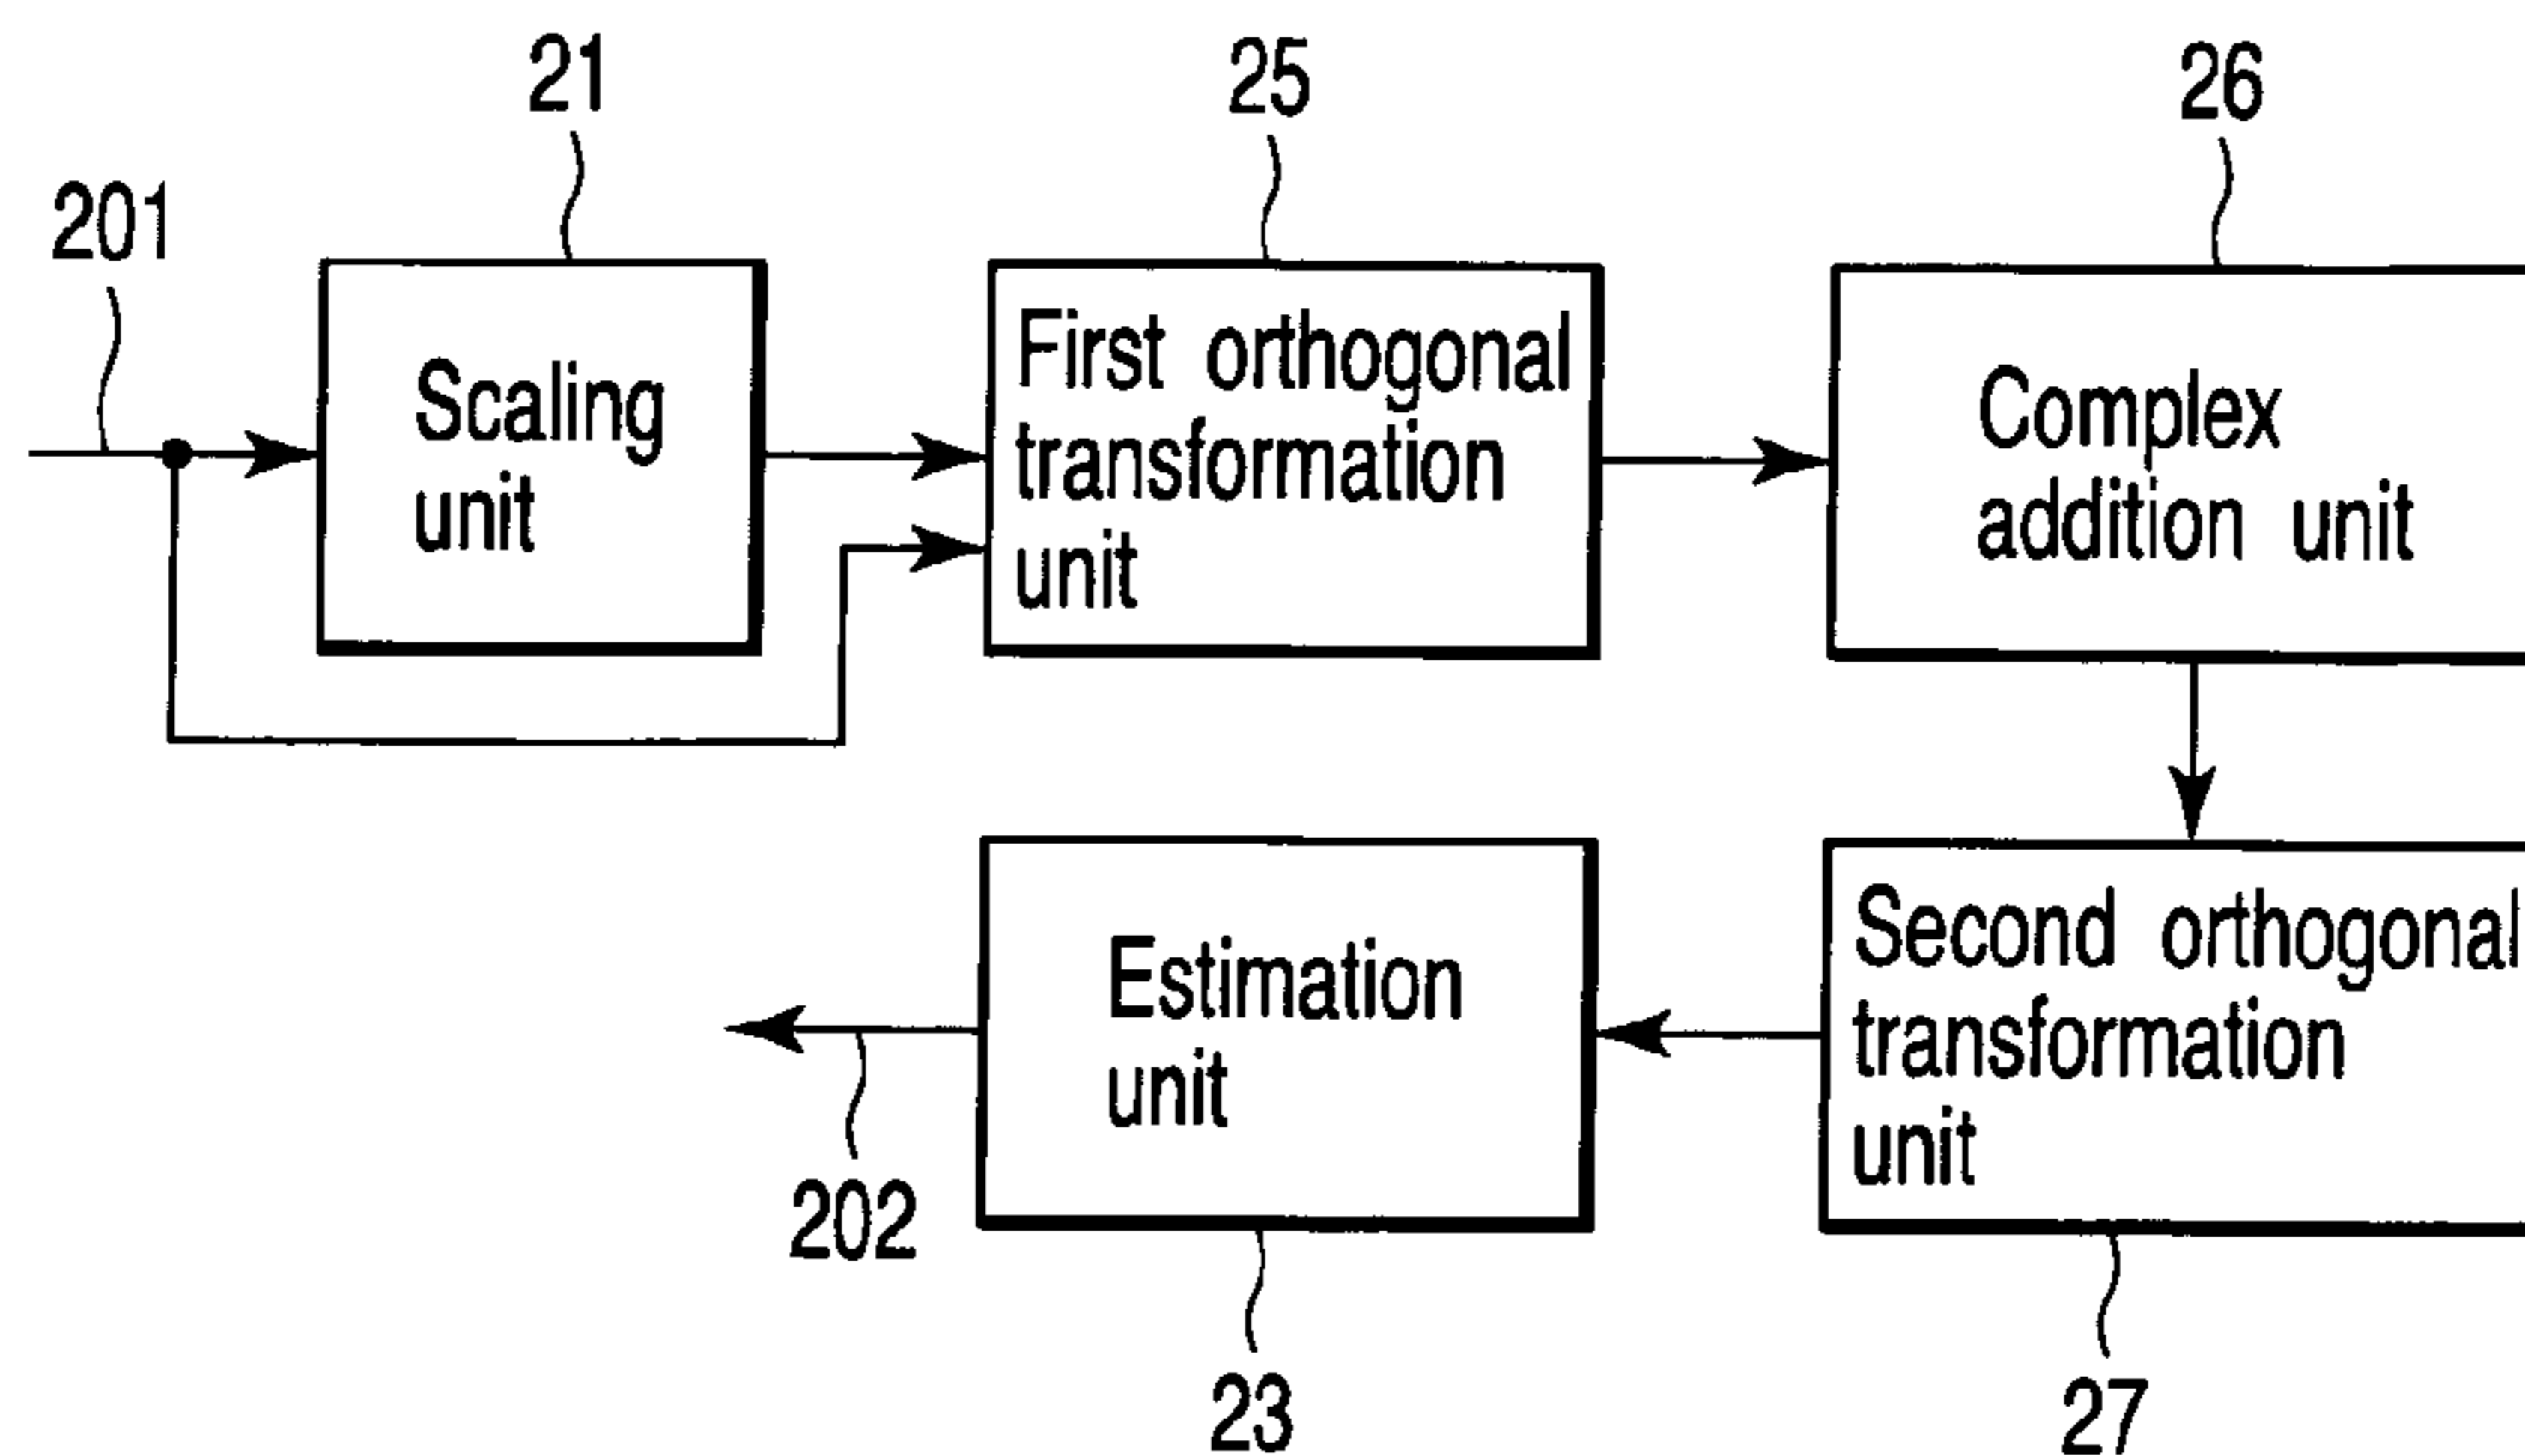 21
25
26
201
Scaling
unit
First orthogonal
transformation
unit
Complex
addition unit
Estimation
unit
Second orthogonal
transformation
unit
202
23
27